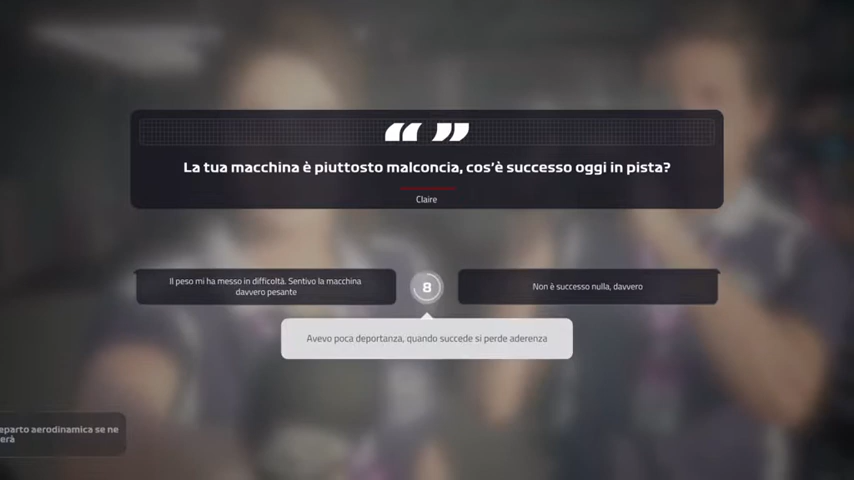 La tua macchina è piuttosto malconcia, cos'è successo oggi in pista?
Claire
Il peso mi ha messo in difficoltà. Sentivo la macchina
davvero pesante
8
Non è successo nulla, davvero
Avevo poca deportanza, quando succede si perde aderenza
eparto aerodinamica se ne
erà